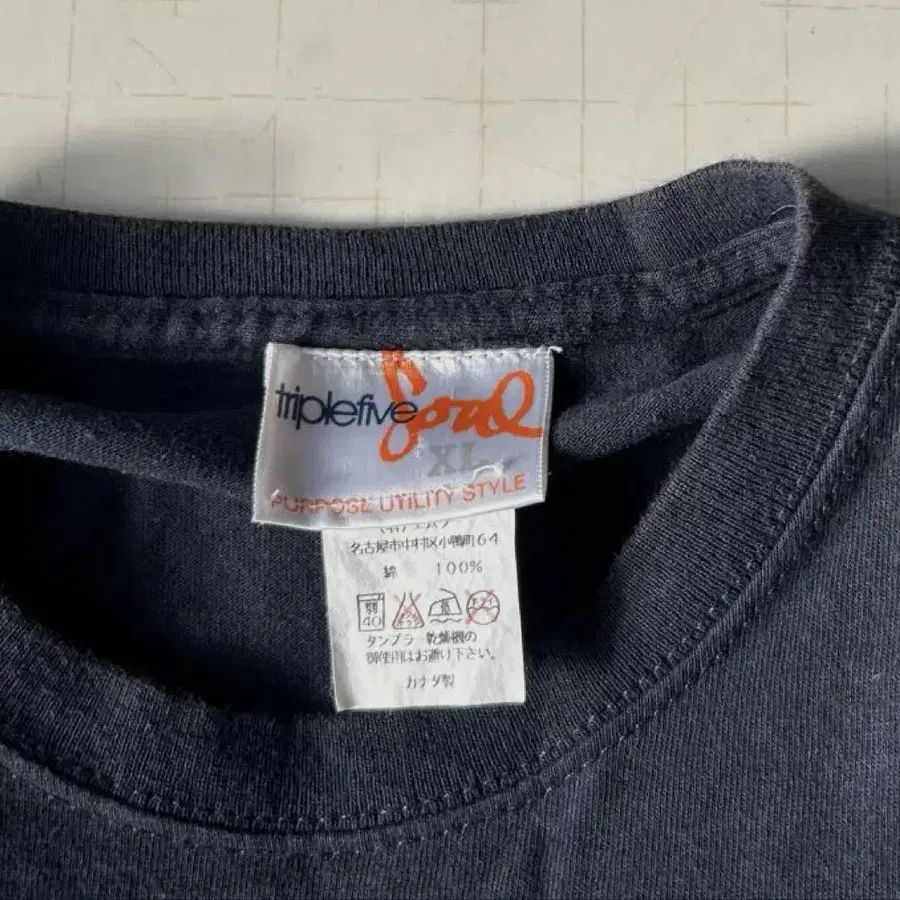 triplefive Soul
XL
PURPOSE UTILITY STYLE
名古屋市中村区小鴨町64
綿 100%
弱
40
タンブラー乾燥機の
御使用はお避け下さい。
カナダ製